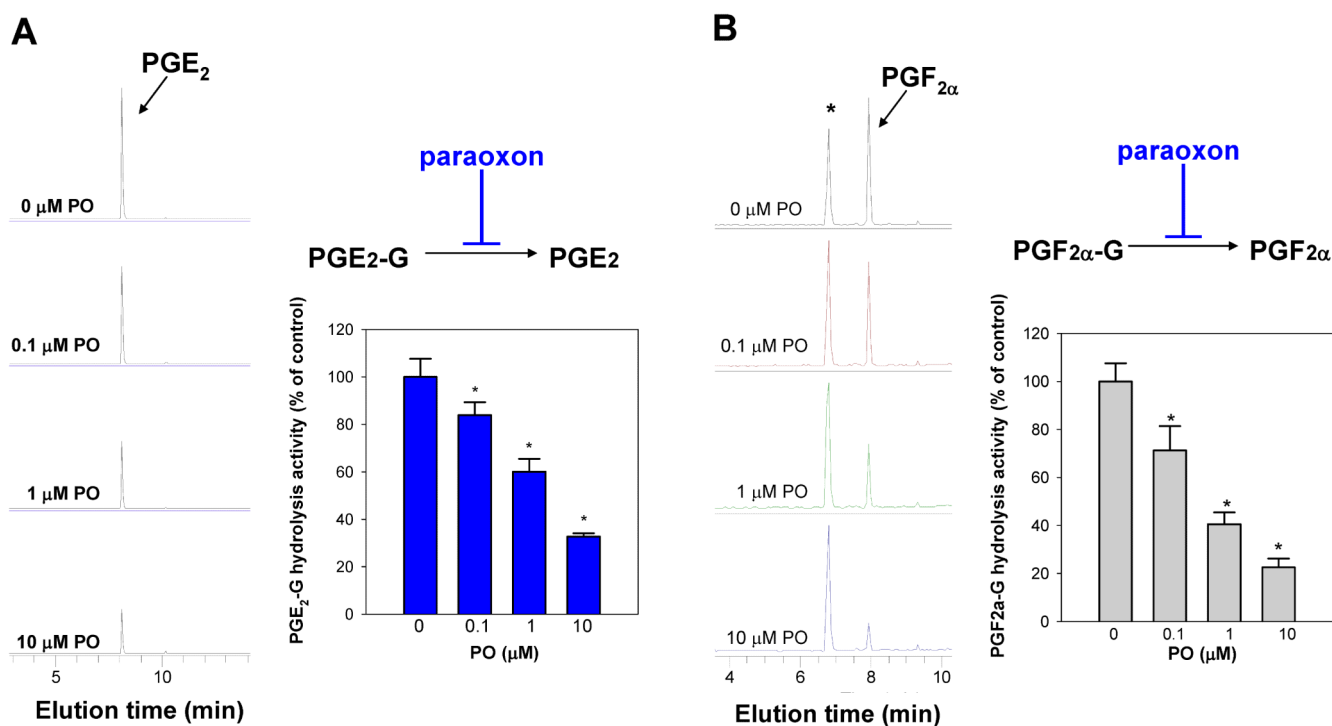 A
PGE₂
0 μM PO
0.1 μM PO
1 μM PO
10 μM PO
5 10
Elution time (min)
paraoxon
PGE2-G PGE2
PGE₂-G hydrolysis activity (% of control)
120
100
80
60
40
20
0
* * *
0 0.1 1 10
PO (μM)
B
*
PGF₂α
0 μM PO
0.1 μM PO
1 μM PO
10 μM PO
4 6 8 10
Elution time (min)
paraoxon
PGF2α-G PGF2α
PGF2a-G hydrolysis activity (% of control)
120
100
80
60
40
20
0
* * *
0 0.1 1 10
PO (μM)